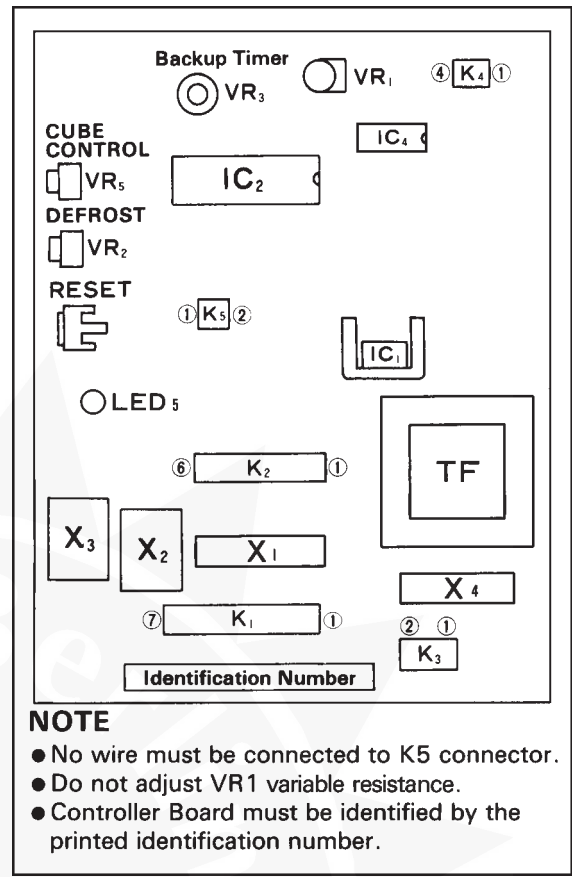 Backup Timer
VR₃
VR₁
④ K₄ ①
CUBE
CONTROL
VR₅
IC₄
IC₂
DEFROST
VR₂
RESET
① K₅ ②
IC₁
LED 5
TF
⑥ K₂ ①
X₃
X₂
X₁
X₄
⑦ K₁ ①
② ①
K₃
Identification Number
NOTE
● No wire must be connected to K5 connector.
● Do not adjust VR1 variable resistance.
● Controller Board must be identified by the
printed identification number.